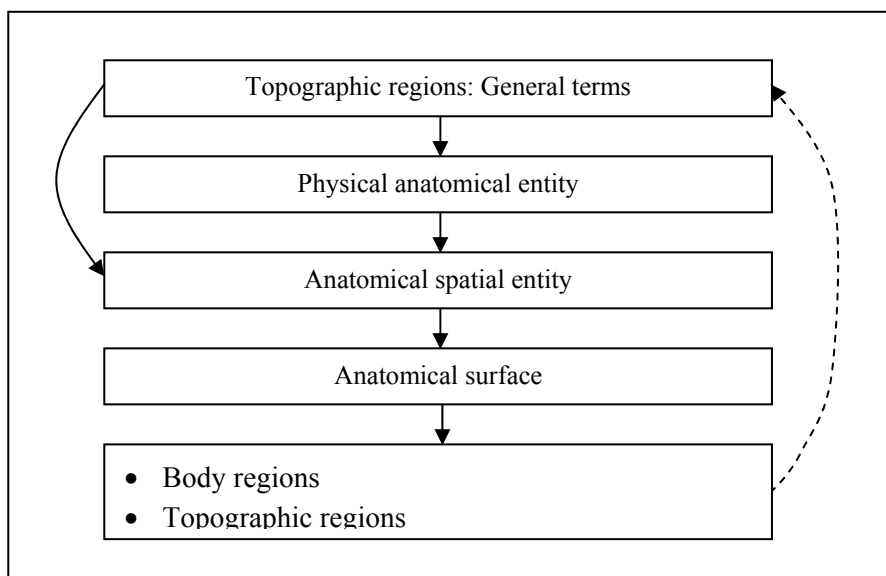 Topographic regions: General terms
Physical anatomical entity
Anatomical spatial entity
Anatomical surface
• Body regions
• Topographic regions